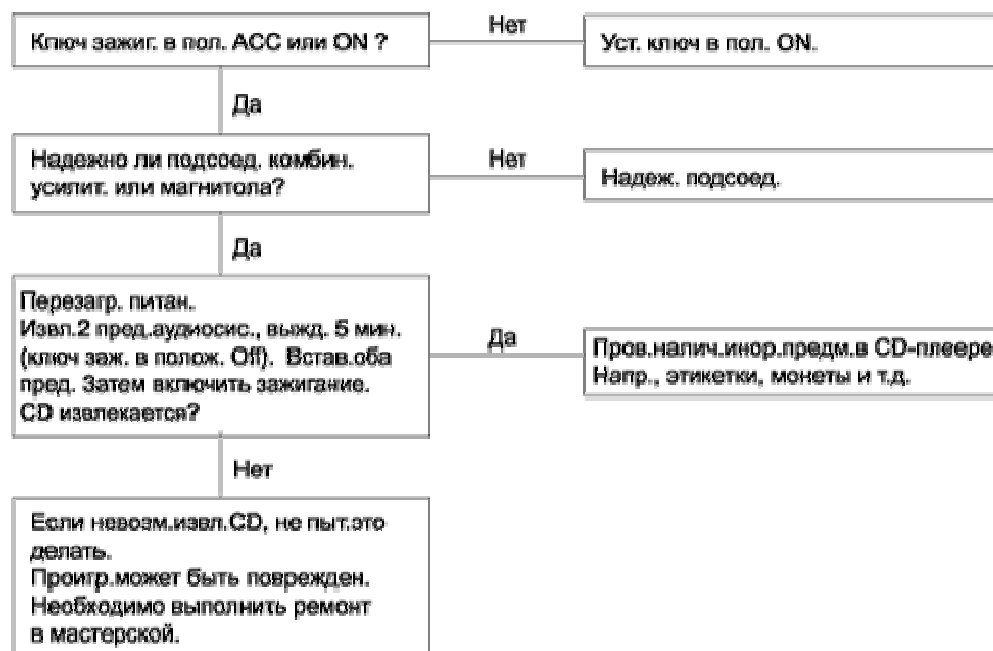 Ключ зажиг. в пол. ACC или ON ?
Нет
Уст. ключ в пол. ON.
Да
Надежно ли подсоед. комбин.
усилит. или магнитола?
Нет
Надеж. подсоед.
Да
Перезагр. питан.
Извл.2 пред.аудиосис., выжд. 5 мин.
(ключ заж. в полож. Off). Встав.оба
пред. Затем включить зажигание.
CD извлекается?
Да
Пров.налич.инор.предм.в CD-плеере
Напр., этикетки, монеты и т.д.
Нет
Если невозм.извл.CD, не пыт.это
делать.
Проигр.может быть поврежден.
Необходимо выполнить ремонт
в мастерской.